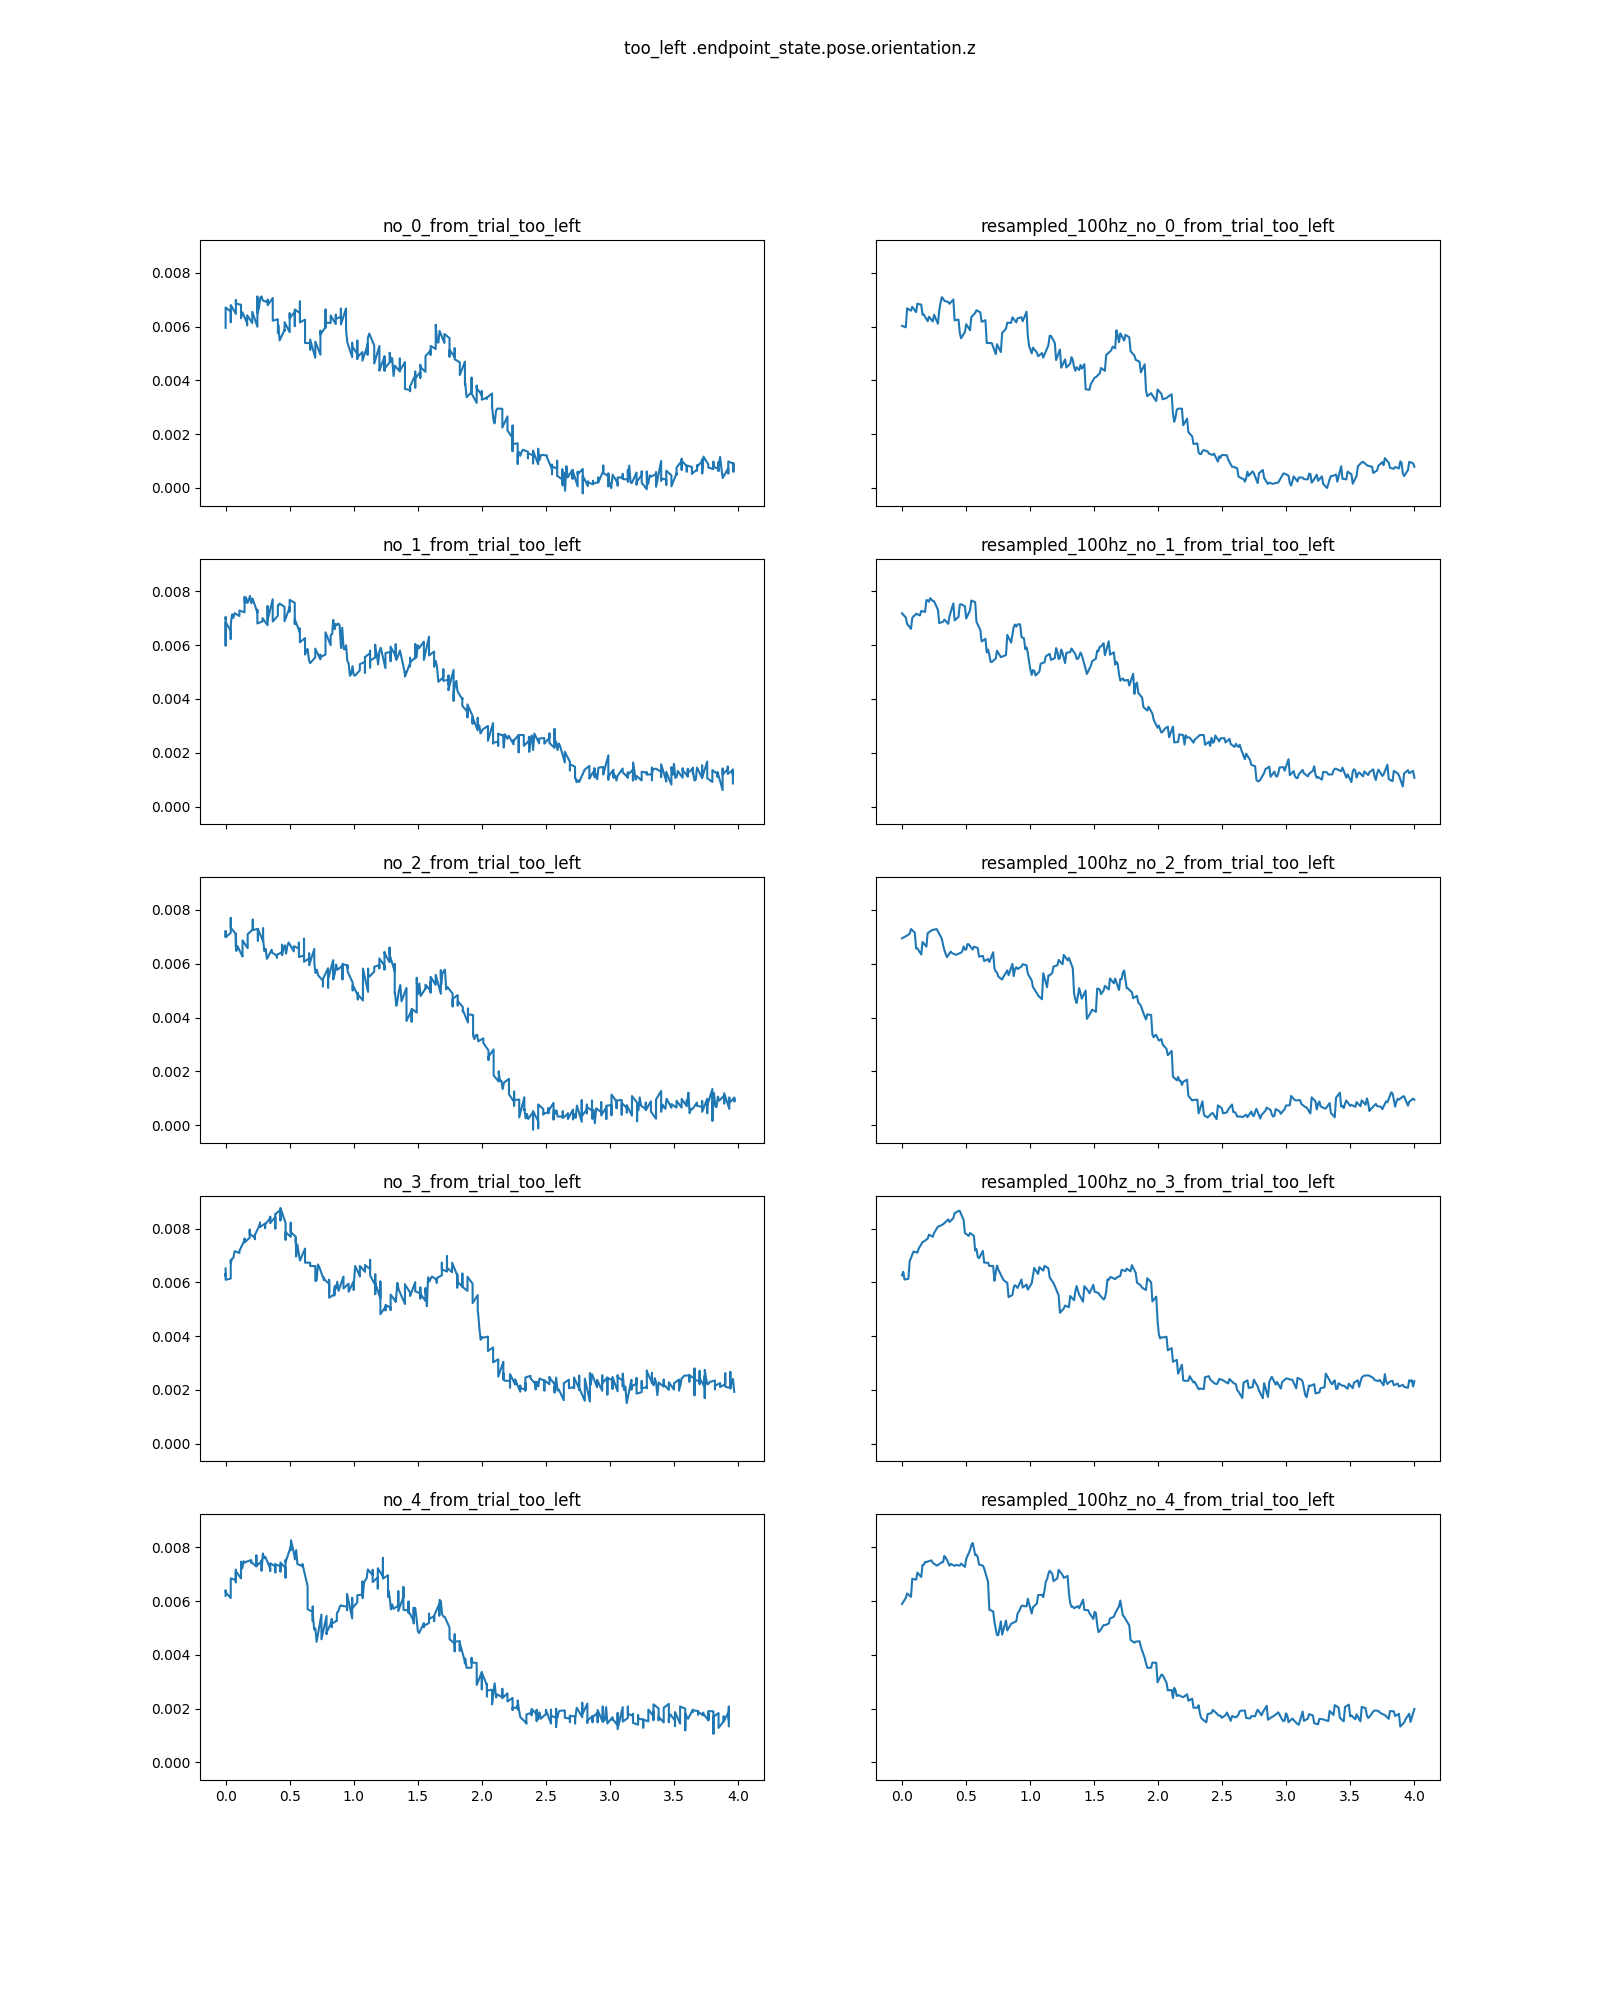 too_left .endpoint_state.pose.orientation.z
no_0_from_trial_too_left
resampled_100hz_no_0_from_trial_too_left
0.008
0.006
0.004
0.002
0.000
no_1_from_trial_too_left
resampled_100hz_no_1_from_trial_too_left
0.008
0.006
0.004
0.002
0.000
no_2_from_trial_too_left
resampled_100hz_no_2_from_trial_too_left
0.008
0.006
0.004
0.002
0.000
no_3_from_trial_too_left
resampled_100hz_no_3_from_trial_too_left
0.008
0.006
0.004
0.002
0.000
no_4_from_trial_too_left
resampled_100hz_no_4_from_trial_too_left
0.008
0.006
0.004
0.002
0.000
0.0 0.5 1.0 1.5 2.0 2.5 3.0 3.5 4.0
0.0 0.5 1.0 1.5 2.0 2.5 3.0 3.5 4.0